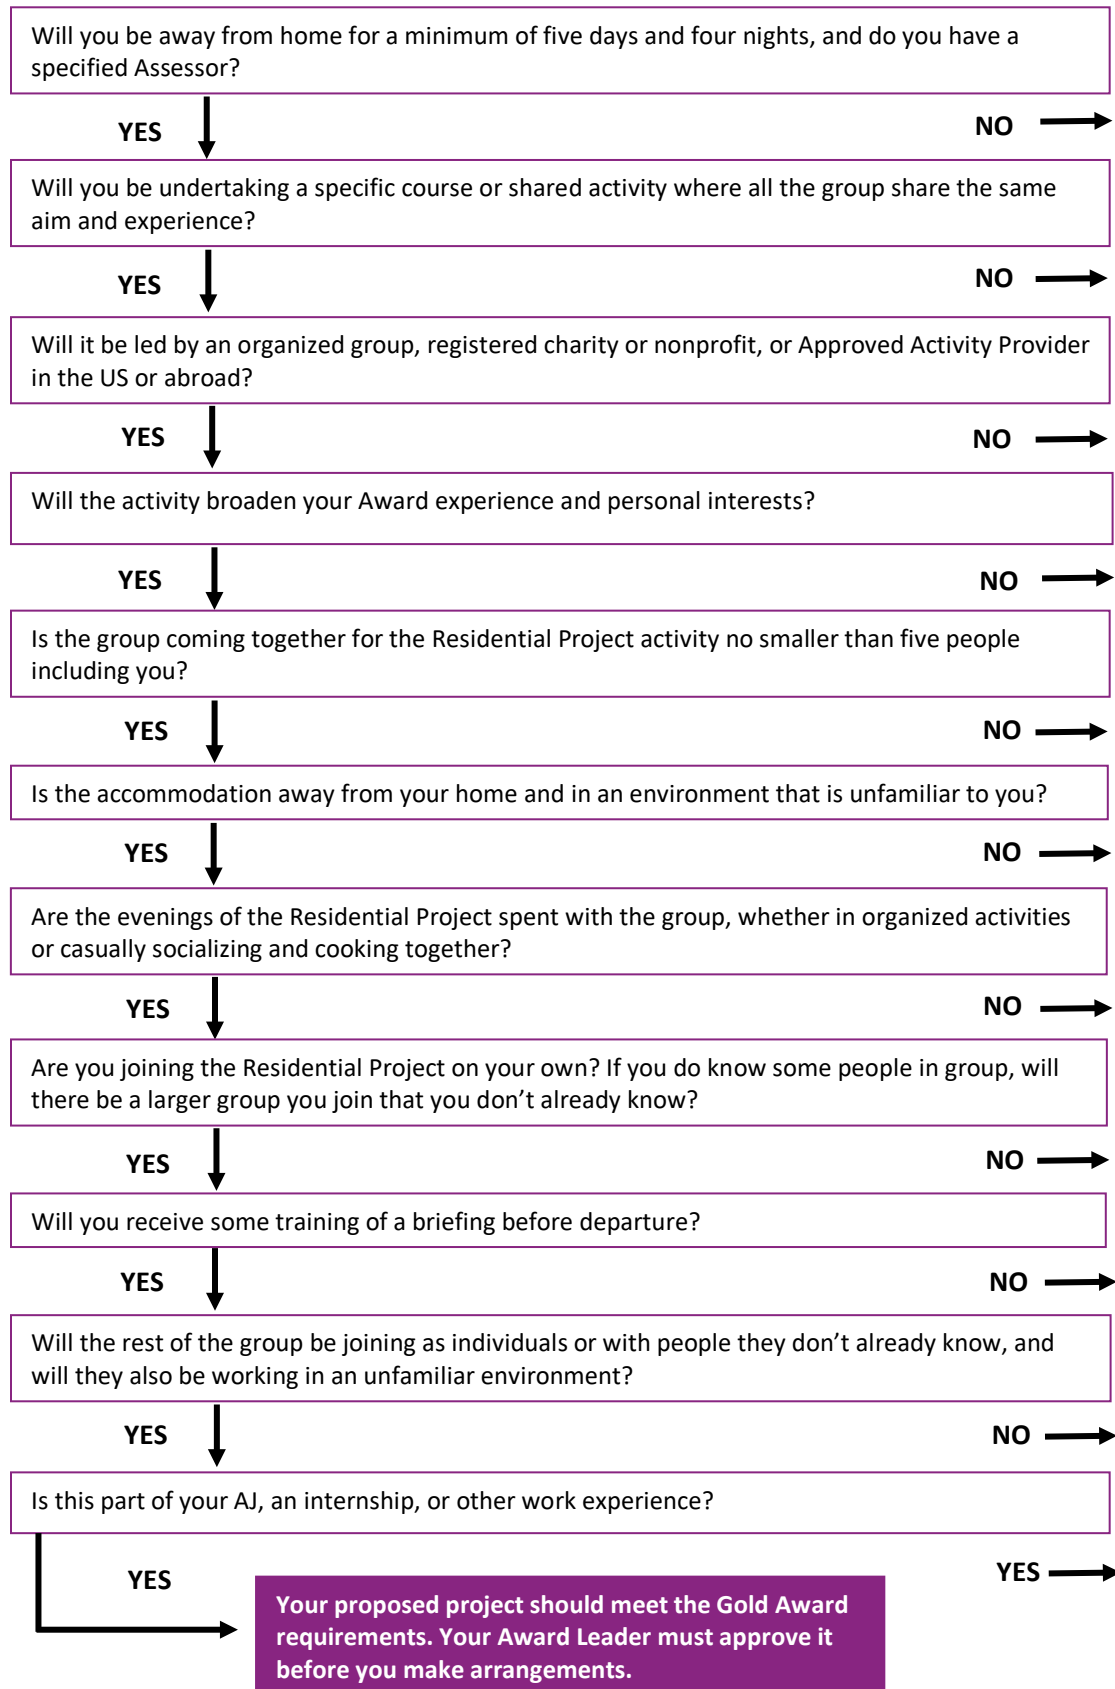 Will you be away from home for a minimum of five days and four nights, and do you have a
specified Assessor?
YES
NO
Will you be undertaking a specific course or shared activity where all the group share the same
aim and experience?
YES
NO
Will it be led by an organized group, registered charity or nonprofit, or Approved Activity Provider
in the US or abroad?
YES
NO
Will the activity broaden your Award experience and personal interests?
YES
NO
Is the group coming together for the Residential Project activity no smaller than five people
including you?
YES
NO
Is the accommodation away from your home and in an environment that is unfamiliar to you?
YES
NO
Are the evenings of the Residential Project spent with the group, whether in organized activities
or casually socializing and cooking together?
YES
NO
Are you joining the Residential Project on your own? If you do know some people in group, will
there be a larger group you join that you don’t already know?
YES
NO
Will you receive some training of a briefing before departure?
YES
NO
Will the rest of the group be joining as individuals or with people they don’t already know, and
will they also be working in an unfamiliar environment?
YES
NO
Is this part of your AJ, an internship, or other work experience?
YES
YES
Your proposed project should meet the Gold Award
requirements. Your Award Leader must approve it
before you make arrangements.